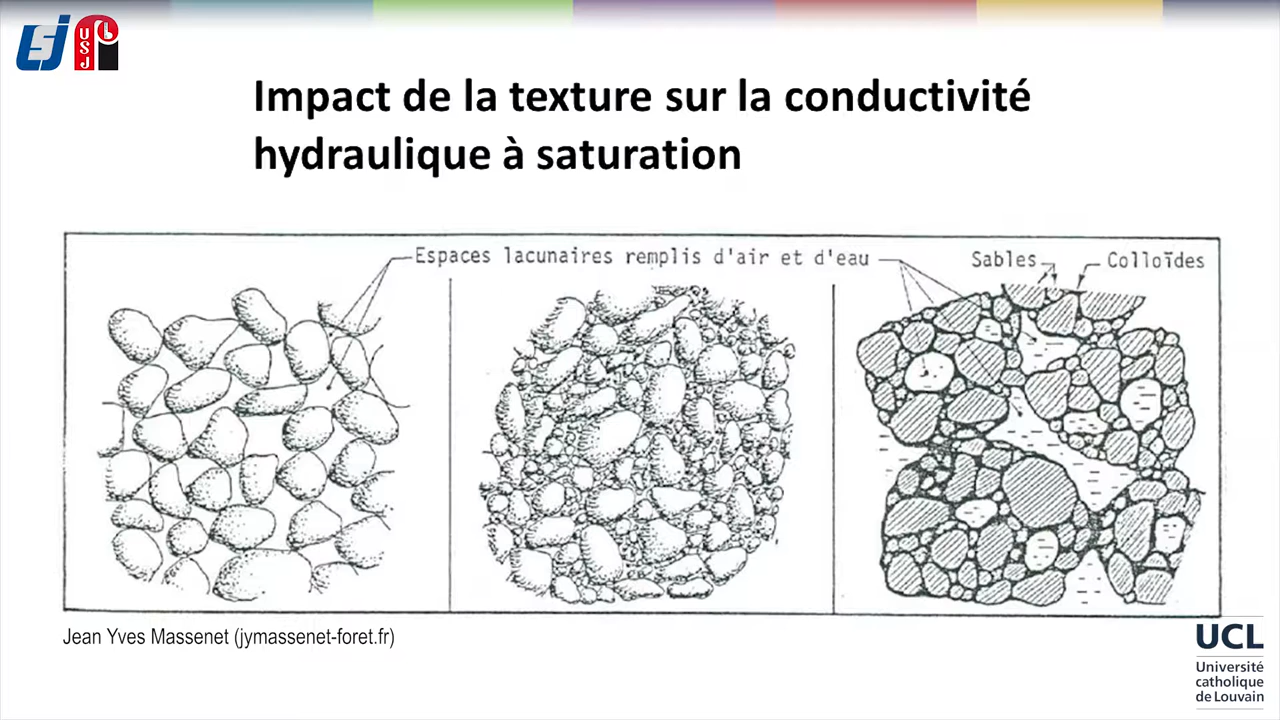 USJ
Impact de la texture sur la conductivité
hydraulique à saturation
Espaces lacunaires remplis d'air et d'eau
Sables
Colloïdes
Jean Yves Massenet (jymassenet-foret.fr)
UCL
Université
catholique
de Louvain